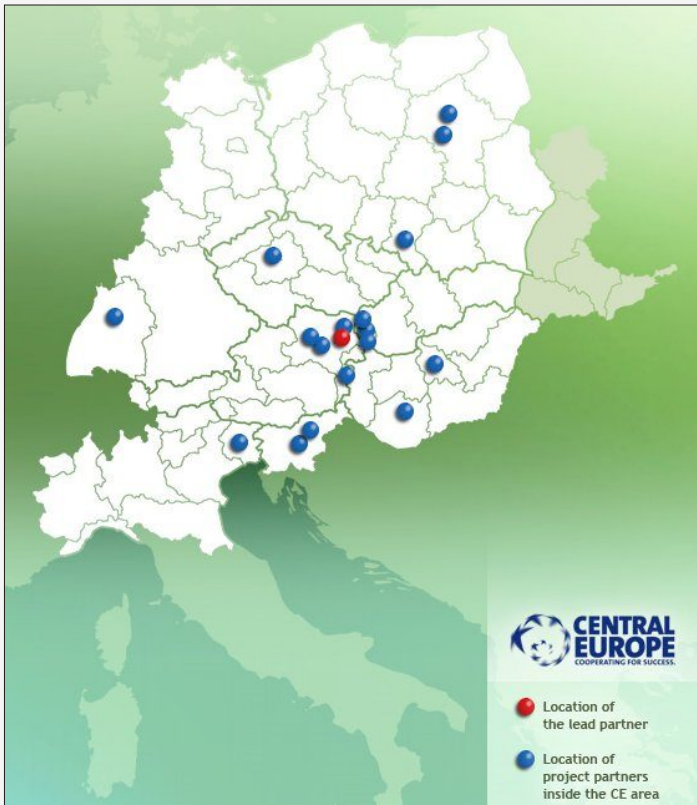 CENTRAL
EUROPE
COOPERATING FOR SUCCESS.
Location of
the lead partner
Location of
project partners
inside the CE area